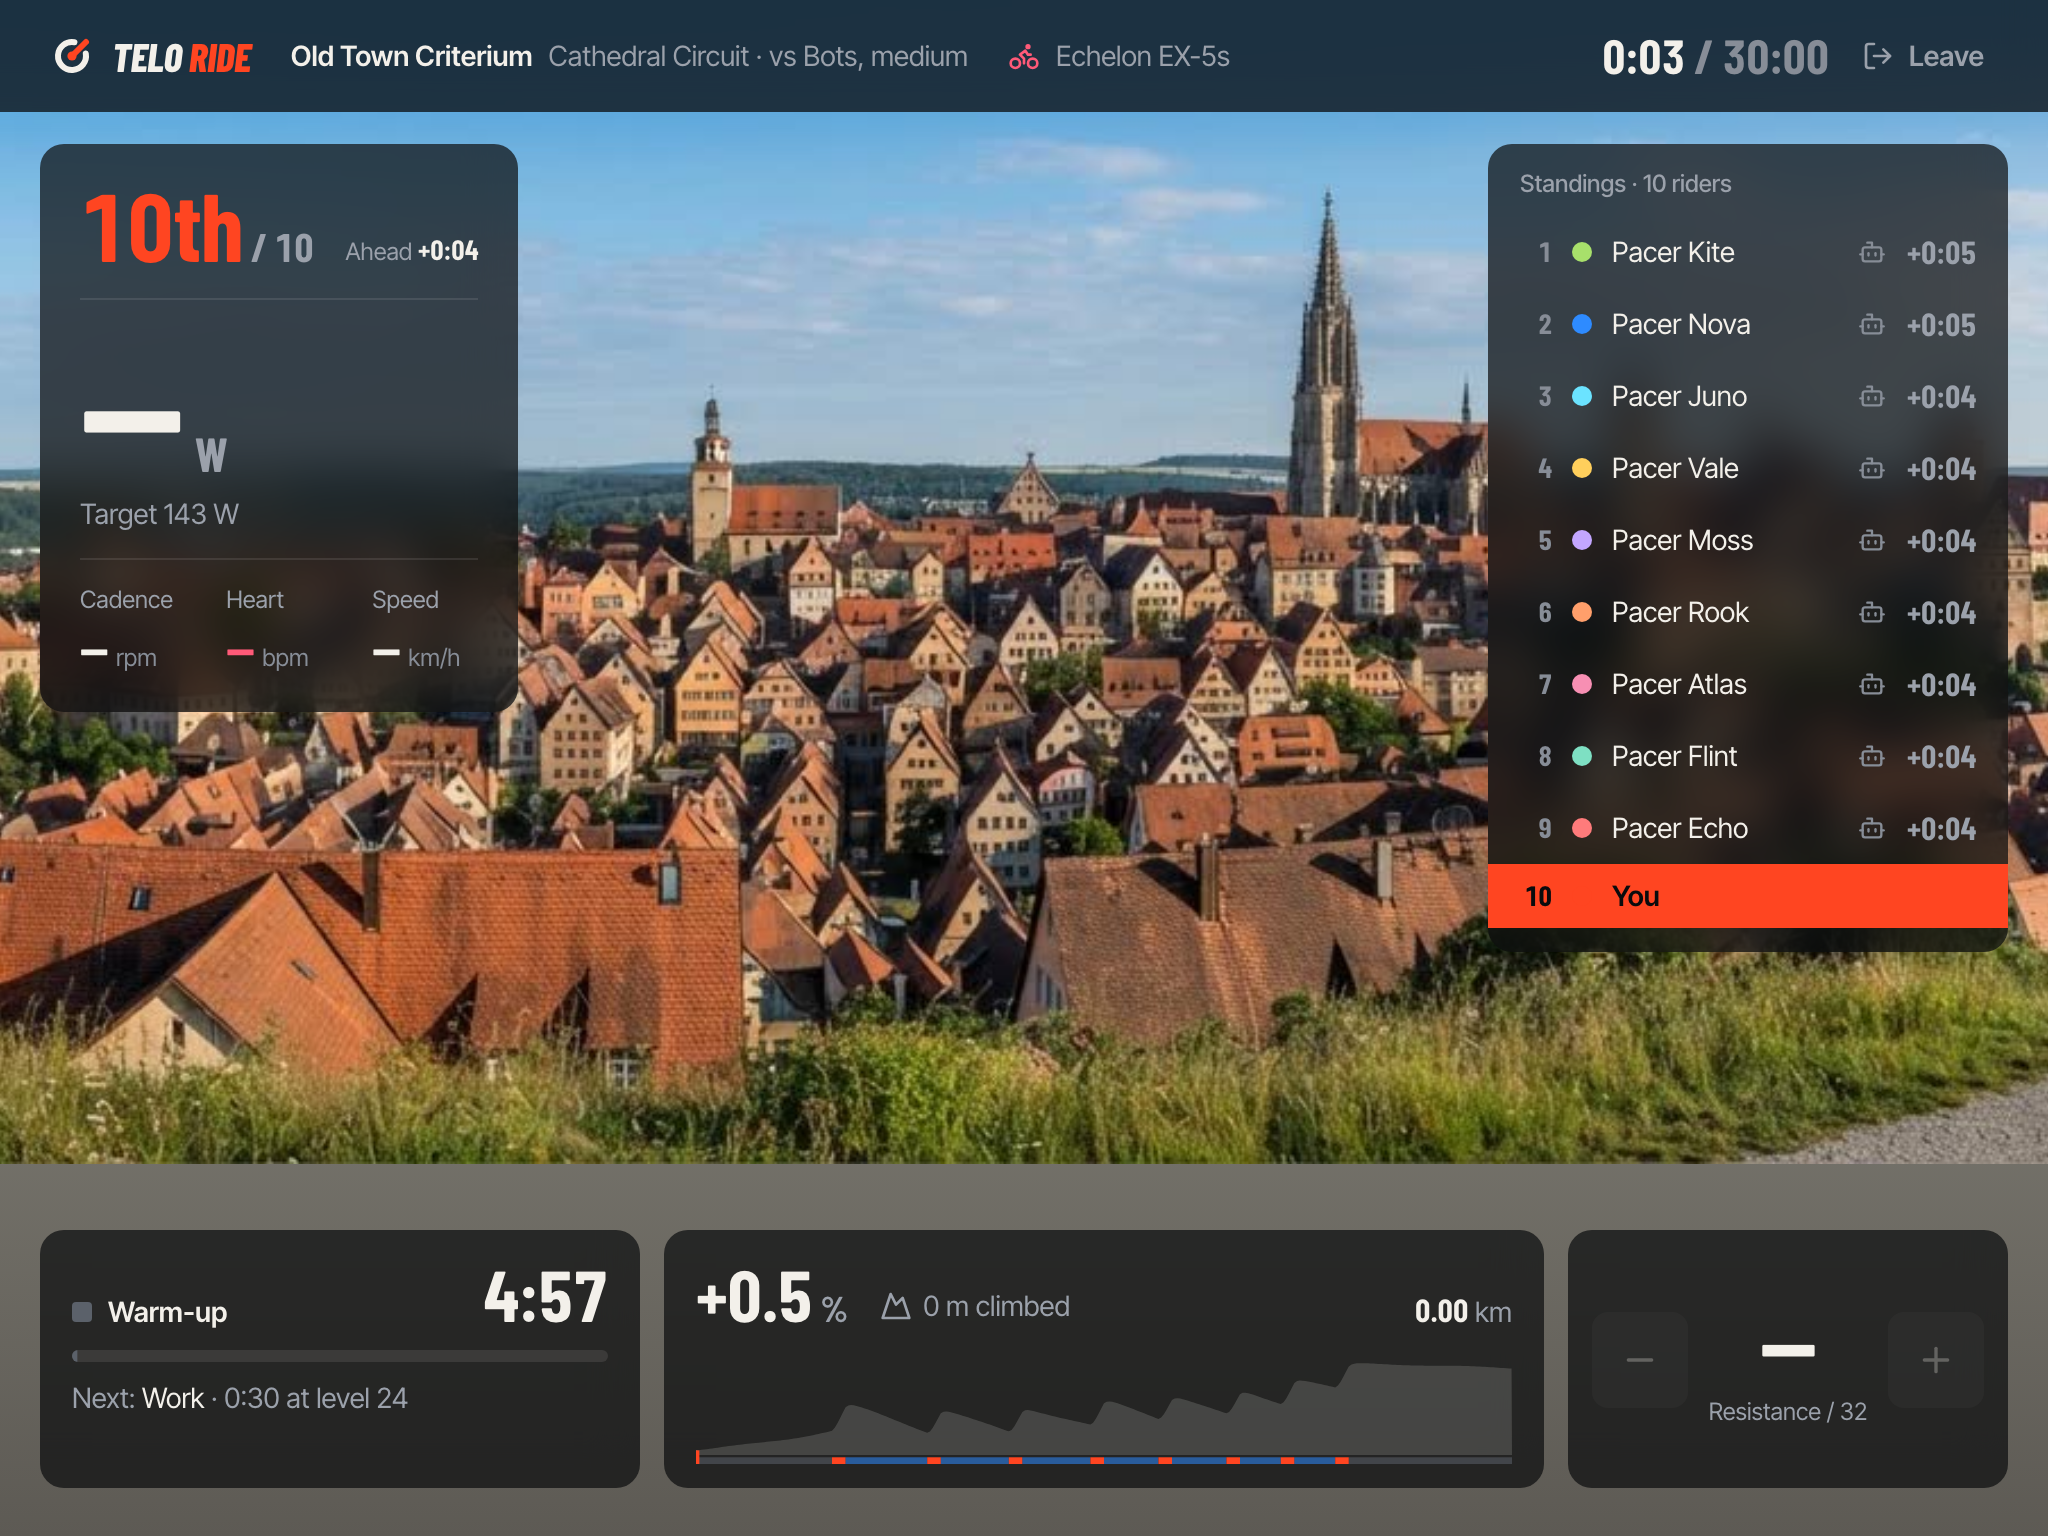 TELO RIDE Old Town Criterium Cathedral Circuit · vs Bots, medium Echelon EX-5s 0:03 / 30:00 Leave
10th / 10 Ahead +0:04
— W
Target 143 W
Cadence Heart Speed
— rpm — bpm — km/h
Standings · 10 riders
1 Pacer Kite +0:05
2 Pacer Nova +0:05
3 Pacer Juno +0:04
4 Pacer Vale +0:04
5 Pacer Moss +0:04
6 Pacer Rook +0:04
7 Pacer Atlas +0:04
8 Pacer Flint +0:04
9 Pacer Echo +0:04
10 You
Warm-up 4:57
Next: Work · 0:30 at level 24
+0.5 % 0 m climbed 0.00 km
− — +
Resistance / 32